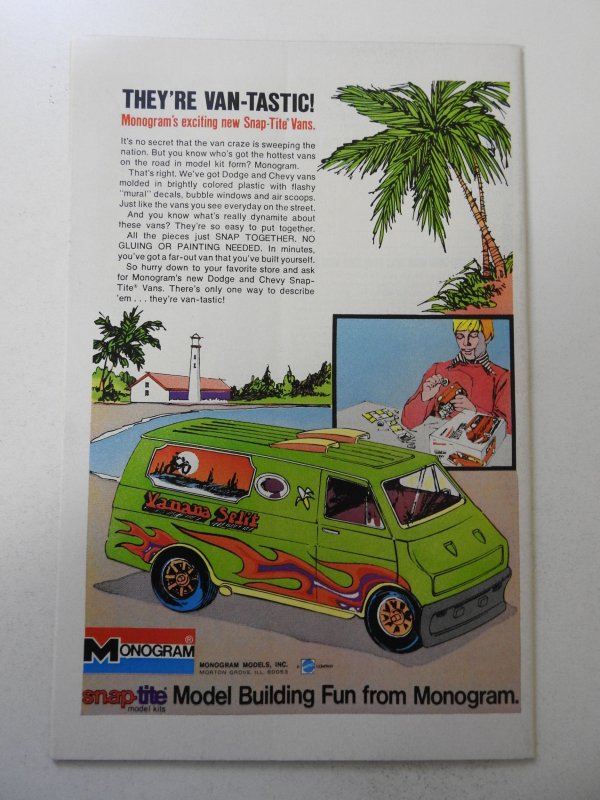 THEY'RE VAN-TASTIC!
Monogram's exciting new Snap-Tite® Vans.
It's no secret that the van craze is sweeping the
nation. But you know who's got the hottest vans
on the road in model kit form? Monogram.
That's right. We've got Dodge and Chevy vans
molded in brightly colored plastic with flashy
"mural" decals, bubble windows and air scoops.
Just like the vans you see everyday on the street.
And you know what's really dynamite about
these vans? They're so easy to put together.
All the pieces just SNAP TOGETHER. NO
GLUING OR PAINTING NEEDED. In minutes,
you've got a far-out van that you've built yourself.
So hurry down to your favorite store and ask
for Monogram's new Dodge and Chevy Snap-
Tite® Vans. There's only one way to describe
'em . . . they're van-tastic!
Vanana Split
MONOGRAM®
MONOGRAM MODELS, INC.
MORTON GROVE, ILL. 60053
COMPANY
snap-tite®
model kits
Model Building Fun from Monogram.